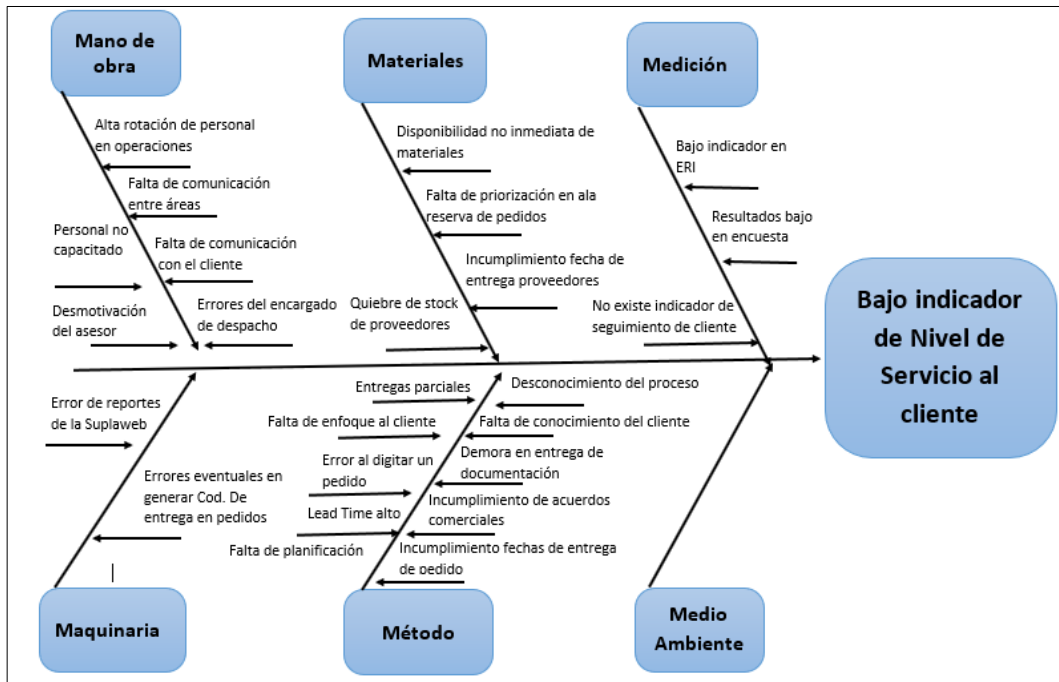 Mano de
obra
Materiales
Medición
Alta rotación de personal
en operaciones
Falta de comunicación
entre áreas
Personal no
capacitado
Falta de comunicación
con el cliente
Desmotivación
del asesor
Errores del encargado
de despacho
Disponibilidad no inmediata de
materiales
Falta de priorización en ala
reserva de pedidos
Incumplimiento fecha de
entrega proveedores
Quiebre de stock
de proveedores
Bajo indicador en
ERI
Resultados bajo
en encuesta
No existe indicador de
seguimiento de cliente
Bajo indicador
de Nivel de
Servicio al
cliente
Error de reportes
de la Suplaweb
Errores eventuales en
generar Cod. De
entrega en pedidos
Entregas parciales
Desconocimiento del proceso
Falta de enfoque al cliente
Falta de conocimiento del cliente
Error al digitar un
pedido
Demora en entrega de
documentación
Lead Time alto
Incumplimiento de acuerdos
comerciales
Falta de planificación
Incumplimiento fechas de entrega
de pedido
Maquinaria
Método
Medio
Ambiente